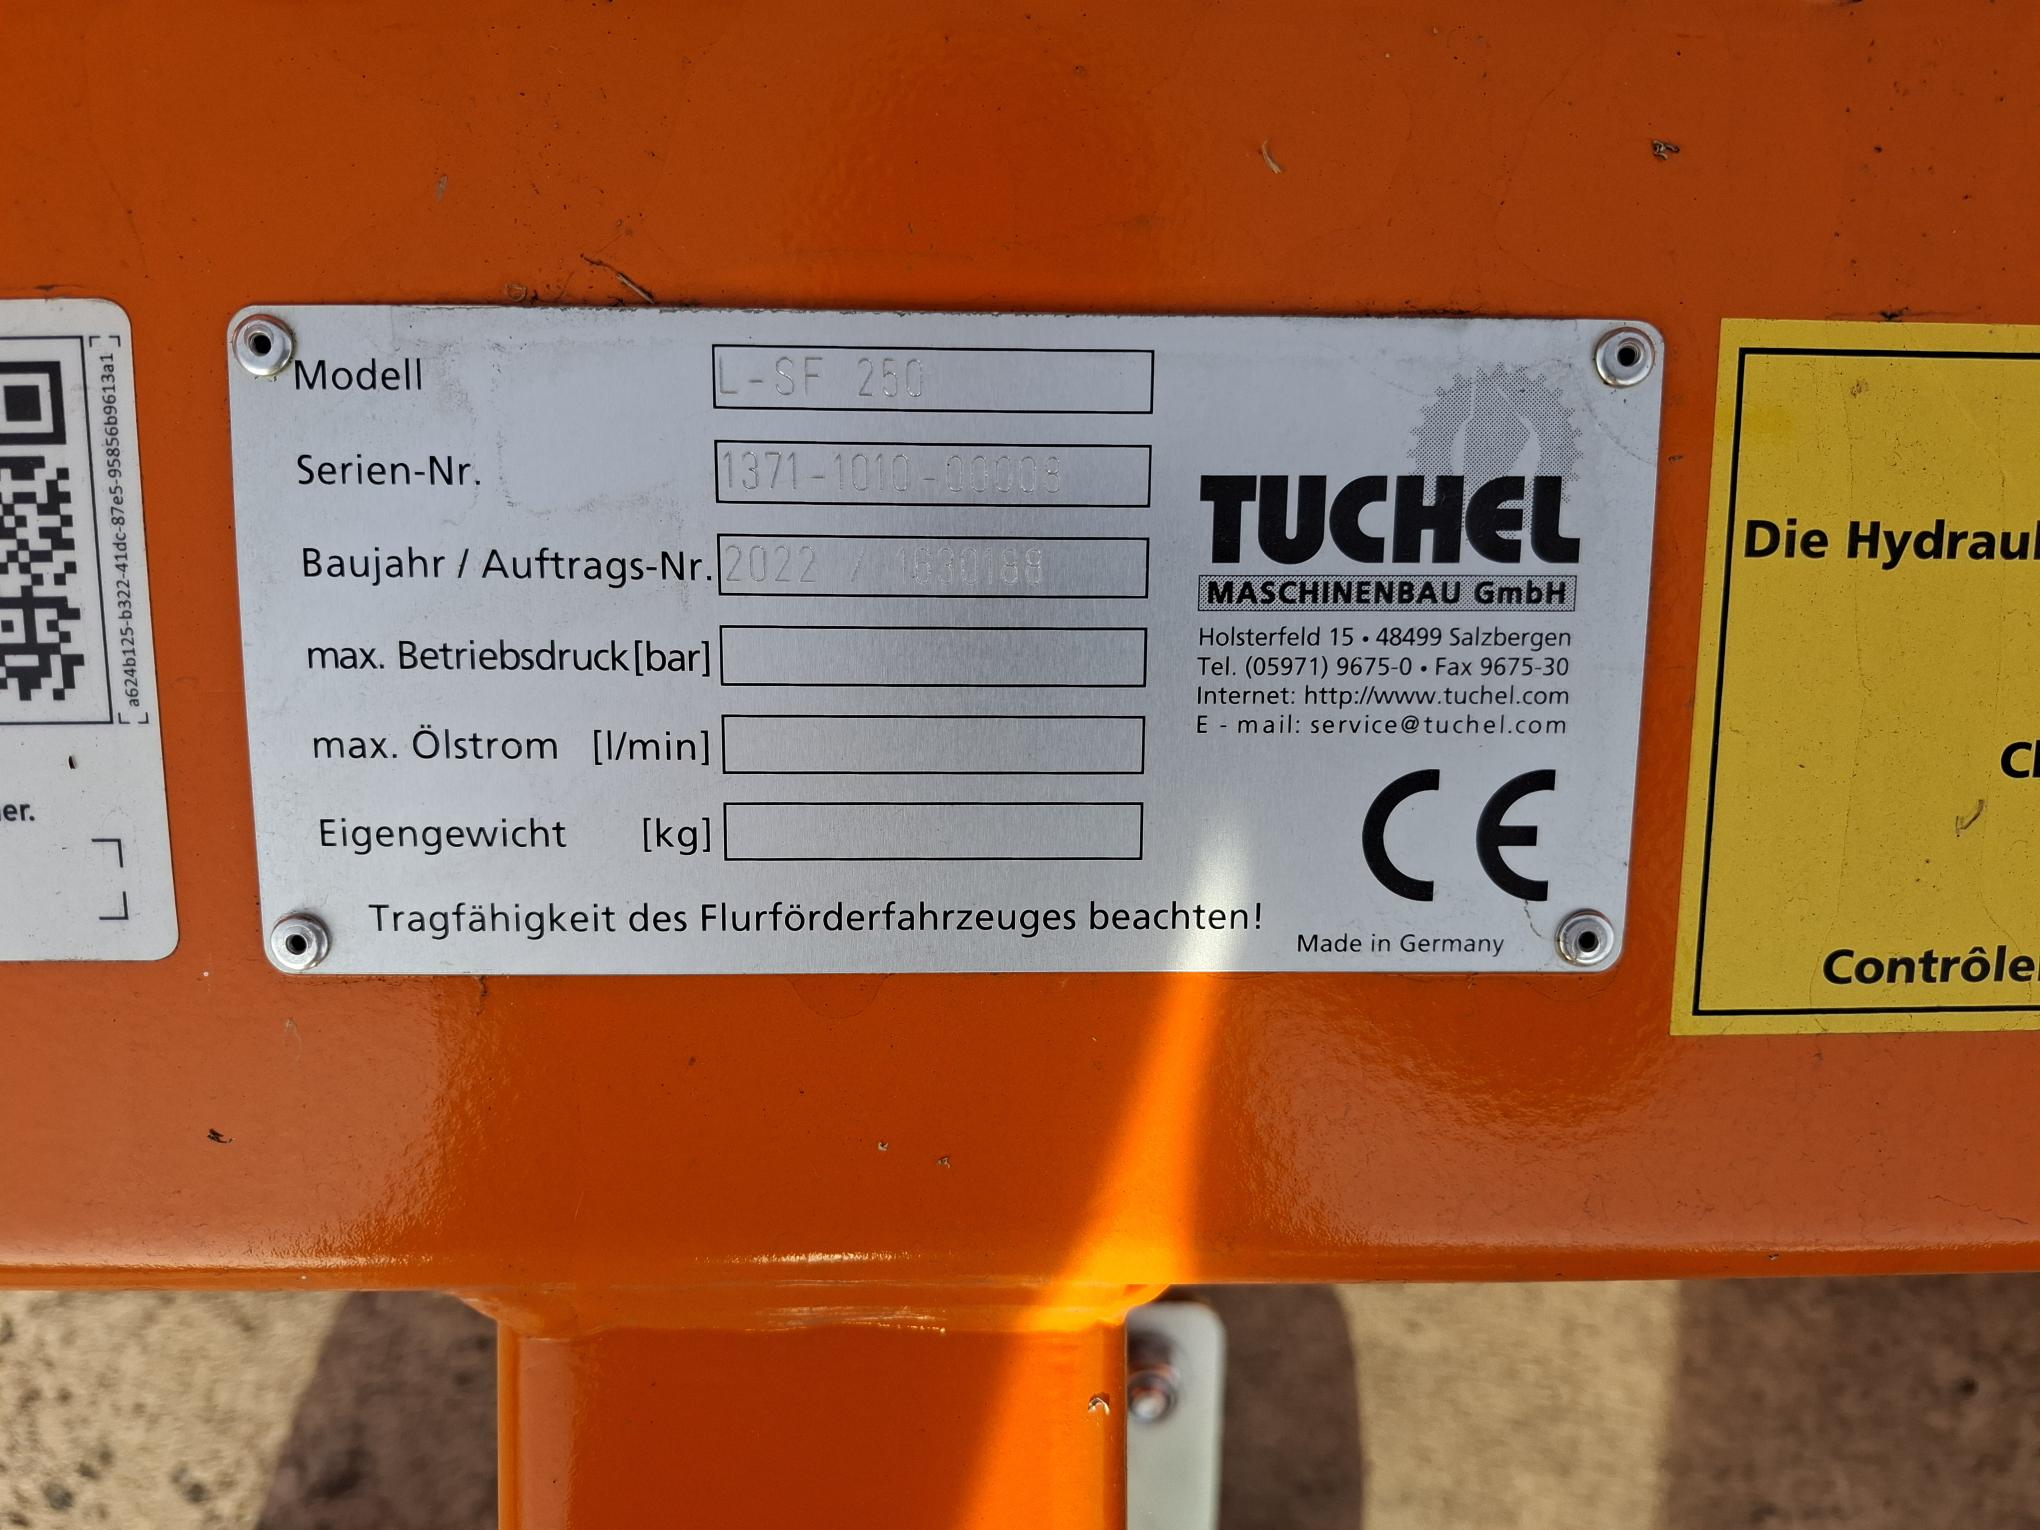 a624b125-b322-41dc-87e5-95856b9613a1
er.
Modell L-SF 250
Serien-Nr. 1371-1010-00008
Baujahr / Auftrags-Nr. 2022 / 1630188
max. Betriebsdruck [bar]
max. Ölstrom [l/min]
Eigengewicht [kg]
Tragfähigkeit des Flurförderfahrzeuges beachten!
TUCHEL
MASCHINENBAU GmbH
Holsterfeld 15 • 48499 Salzbergen
Tel. (05971) 9675-0 • Fax 9675-30
Internet: http://www.tuchel.com
E - mail: service@tuchel.com
CE
Made in Germany
Die Hydraul
Contrôle